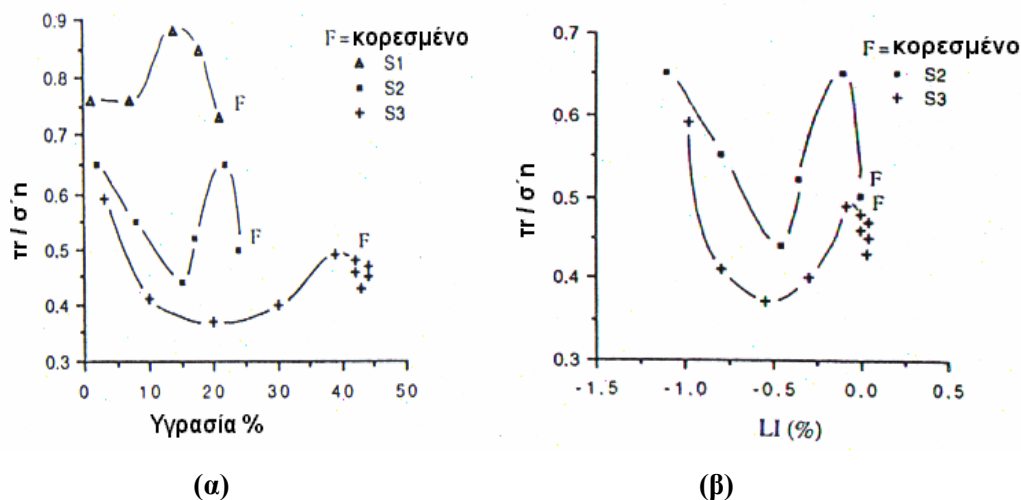 F = κορεσμένο
S1
S2
S3
πr / σ´n
0.9
0.8
0.7
0.6
0.5
0.4
0.3
F
F
F
0 10 20 30 40 50
Υγρασία %
(α)
F = κορεσμένο
S2
S3
πr / σ´n
0.7
0.6
0.5
0.4
0.3
F
F
-1.5 -1.0 -0.5 0.0 0.5
LI (%)
(β)